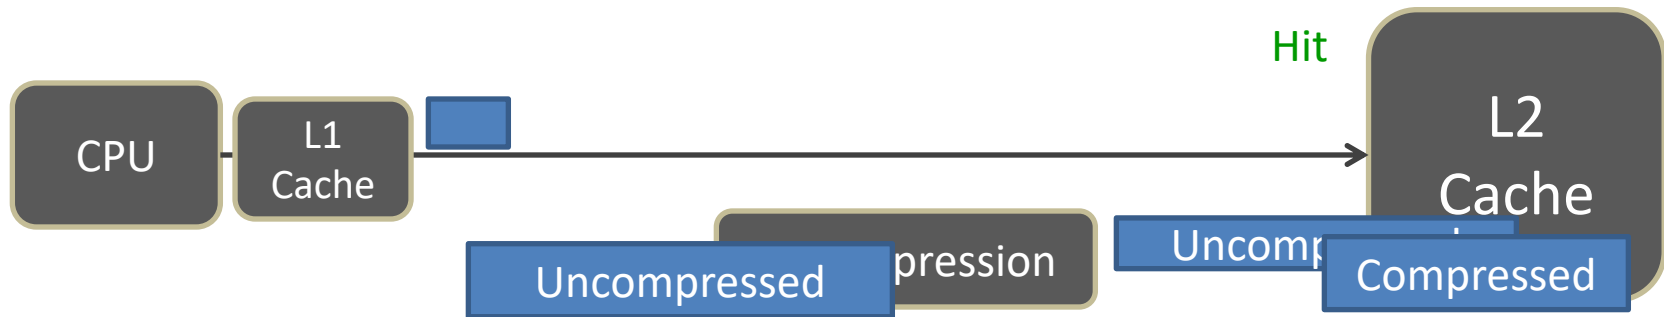 Hit
CPU
L1
Cache
L2
Cache
Uncompressed
pression
Uncomp
Compressed